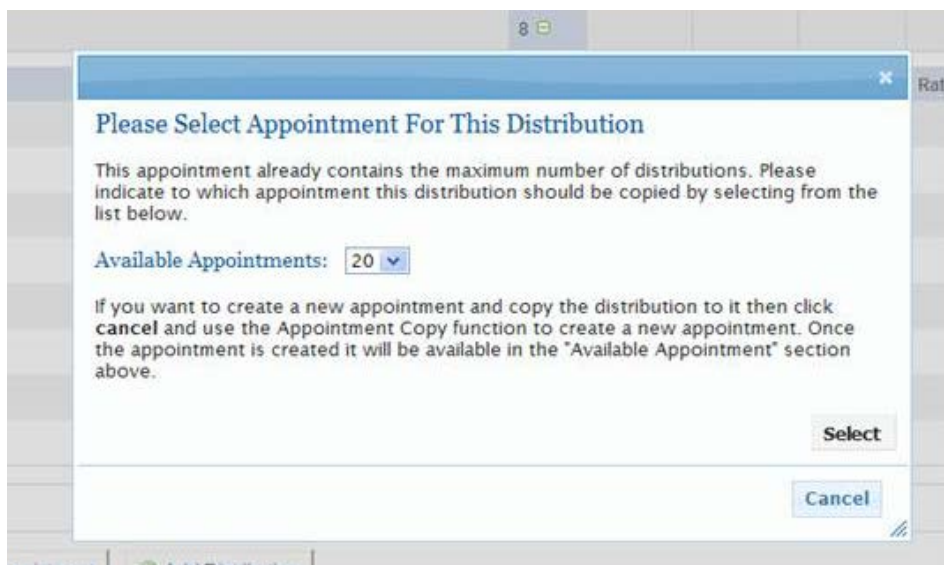 8
Rat
Please Select Appointment For This Distribution
This appointment already contains the maximum number of distributions. Please
indicate to which appointment this distribution should be copied by selecting from the
list below.
Available Appointments: 20
If you want to create a new appointment and copy the distribution to it then click
cancel and use the Appointment Copy function to create a new appointment. Once
the appointment is created it will be available in the "Available Appointment" section
above.
Select
Cancel